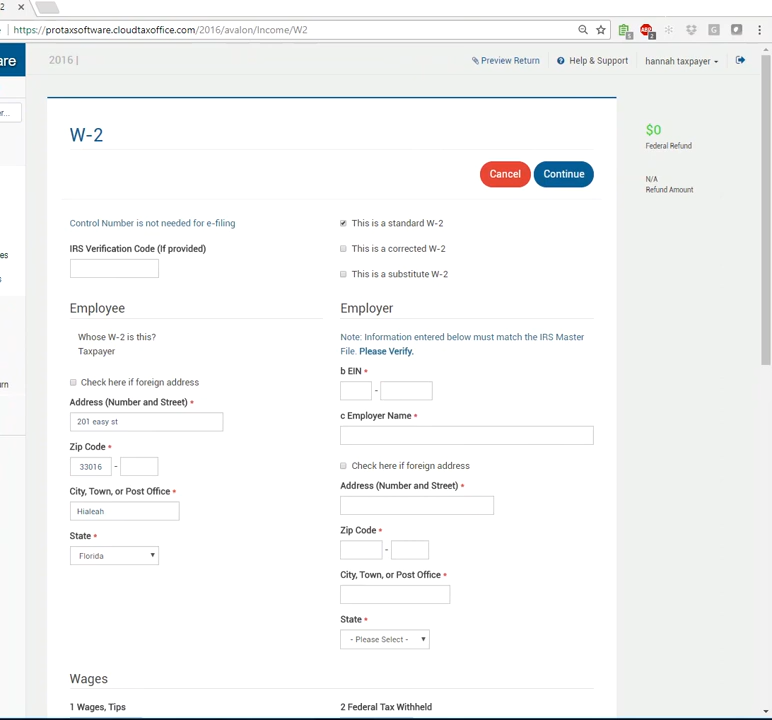 2
https://protaxsoftware.cloudtaxoffice.com/2016/avalon/Income/W2
are
2016 |
Preview Return
Help & Support
hannah taxpayer
er...
es
s
urn
W-2
$0
Federal Refund
N/A
Refund Amount
Cancel
Continue
Control Number is not needed for e-filing
IRS Verification Code (If provided)
This is a standard W-2
This is a corrected W-2
This is a substitute W-2
Employee
Whose W-2 is this?
Taxpayer
Check here if foreign address
Address (Number and Street) *
201 easy st
Zip Code *
33016 -
City, Town, or Post Office *
Hialeah
State *
Florida
Employer
Note: Information entered below must match the IRS Master
File. Please Verify.
b EIN *
-
c Employer Name *
Check here if foreign address
Address (Number and Street) *
Zip Code *
-
City, Town, or Post Office *
State *
- Please Select -
Wages
1 Wages, Tips
2 Federal Tax Withheld